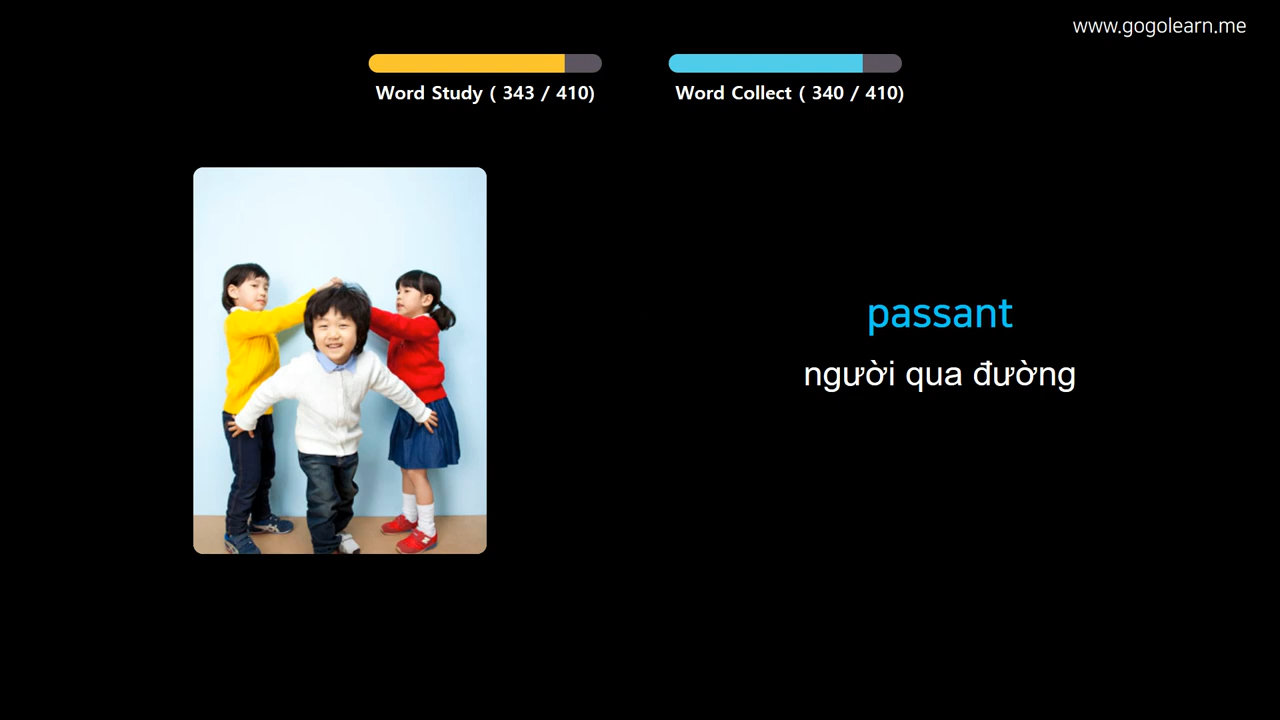 www.gogolearn.me
Word Study ( 343 / 410)
Word Collect ( 340 / 410)
passant
người qua đường